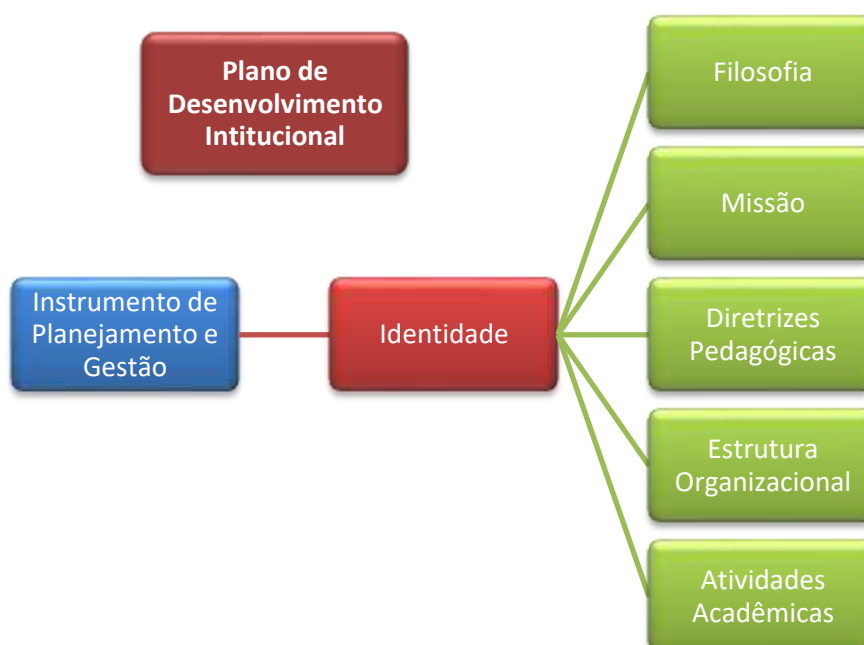 Plano de
Desenvolvimento
Intitucional
Instrumento de
Planejamento e
Gestão
Identidade
Filosofia
Missão
Diretrizes
Pedagógicas
Estrutura
Organizacional
Atividades
Acadêmicas